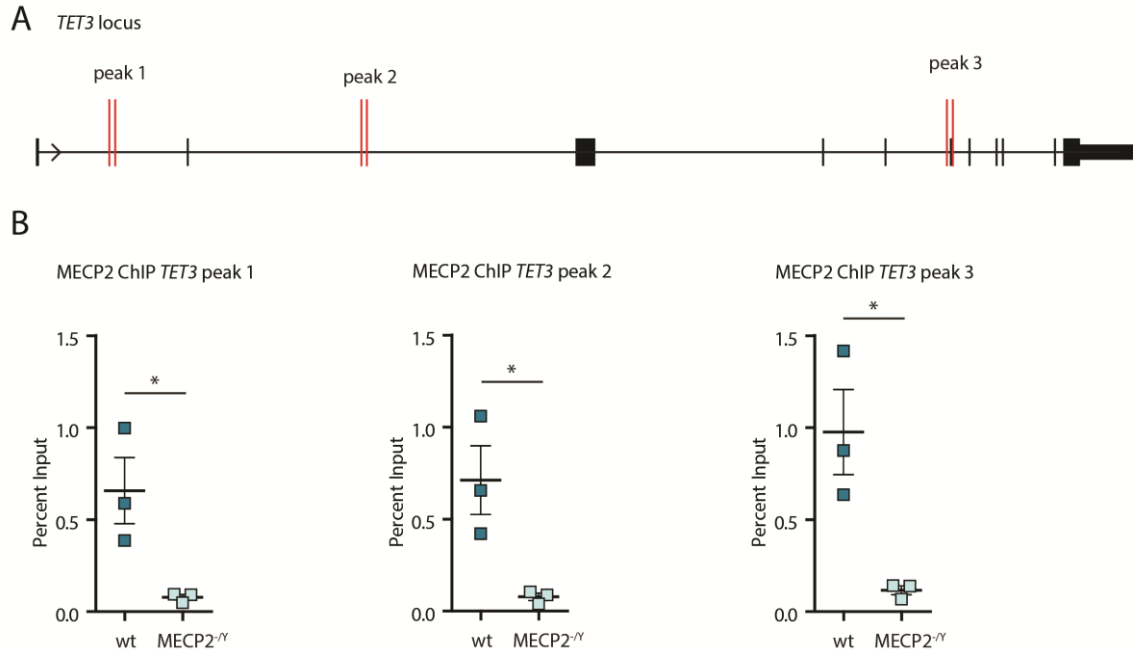 A
TET3 locus
peak 1
peak 2
peak 3
B
MECP2 ChIP TET3 peak 1
1.5
1.0
0.5
0.0
Percent Input
*
wt
MECP2-/Y
MECP2 ChIP TET3 peak 2
1.5
1.0
0.5
0.0
Percent Input
*
wt
MECP2-/Y
MECP2 ChIP TET3 peak 3
1.5
1.0
0.5
0.0
Percent Input
*
wt
MECP2-/Y